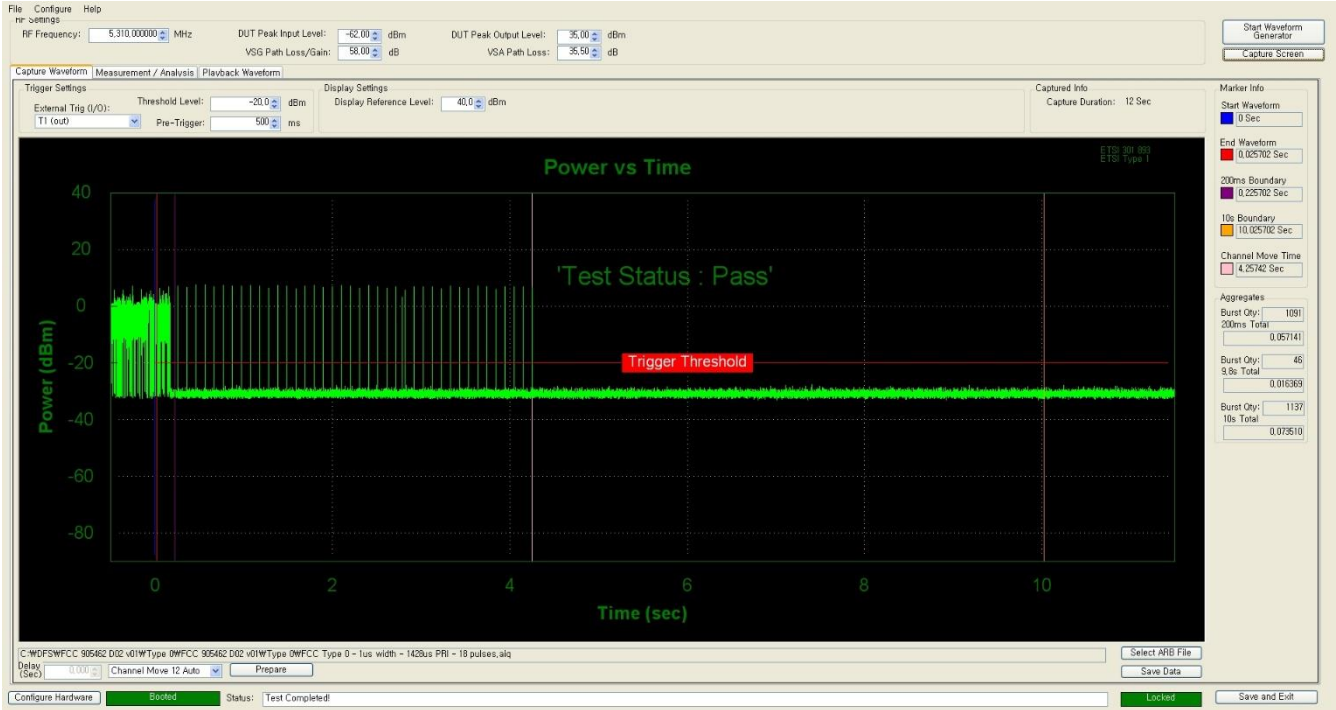 File Configure Help
RF Settings
RF Frequency: 5,310,000000 MHz DUT Peak Input Level: -62,00 dBm DUT Peak Output Level: 35,00 dBm
VSG Path Loss/Gain: 58,00 dB VSA Path Loss: 35,50 dB
Start Waveform Generator
Capture Screen
Capture Waveform Measurement / Analysis Playback Waveform
Trigger Settings
External Trig (I/O): Threshold Level: -20,0 dBm
T1 (out) Pre-Trigger: 500 ms
Display Settings
Display Reference Level: 40,0 dBm
Captured Info
Capture Duration: 12 Sec
Marker Info
Start Waveform
0 Sec
End Waveform
0,025702 Sec
200ms Boundary
0,225702 Sec
10s Boundary
10,025702 Sec
Channel Move Time
4,25742 Sec
Aggregates
Burst Qty: 1091
200ms Total
0,057141
Burst Qty: 46
9,8s Total
0,016369
Burst Qty: 1137
10s Total
0,073510
ETSI 301 893
ETSI Type 1
Power vs Time
'Test Status : Pass'
Trigger Threshold
Power (dBm)
40
20
0
-20
-40
-60
-80
0 2 4 6 8 10
Time (sec)
C:₩DFS₩FCC 905462 D02 v01₩Type 0₩FCC 905462 D02 v01₩Type 0₩FCC Type 0 - 1us width - 1428us PRI - 18 pulses,aiq
Select ARB File
Delay (Sec) 0,000 Channel Move 12 Auto Prepare
Save Data
Configure Hardware Booted Status: Test Completed! Locked Save and Exit